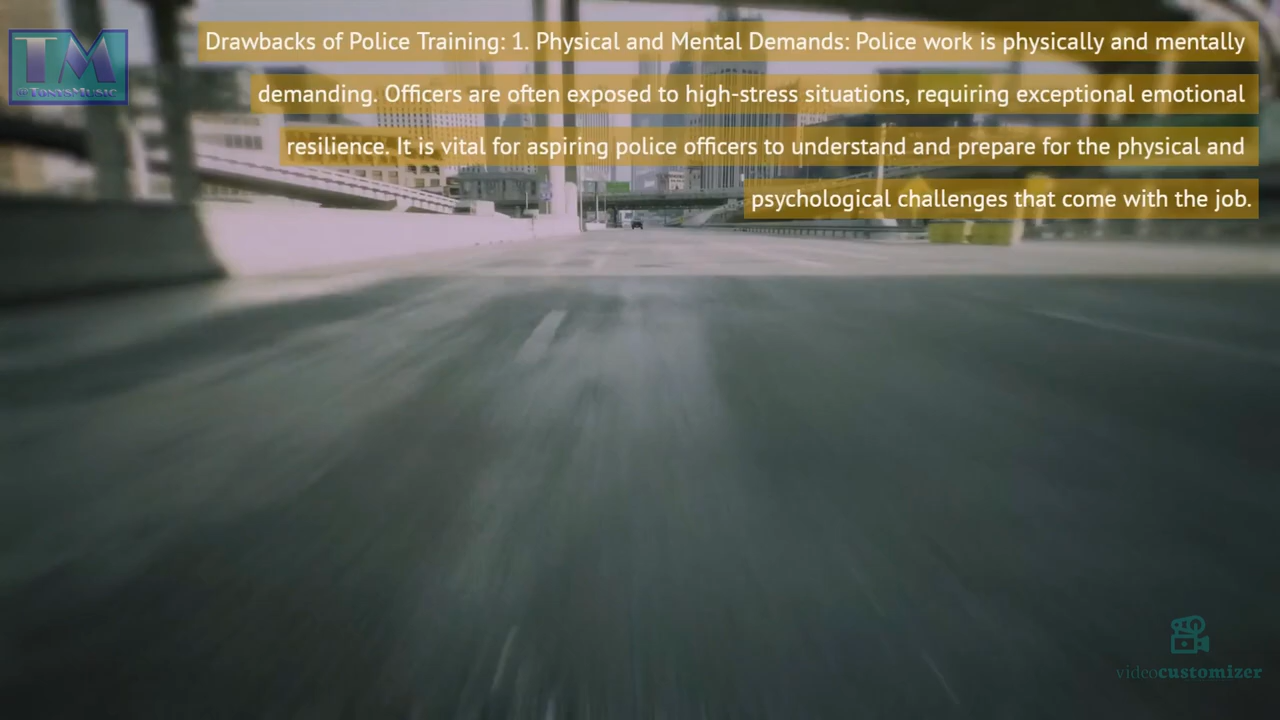 TM
@TonysMusic
Drawbacks of Police Training: 1. Physical and Mental Demands: Police work is physically and mentally
demanding. Officers are often exposed to high-stress situations, requiring exceptional emotional
resilience. It is vital for aspiring police officers to understand and prepare for the physical and
psychological challenges that come with the job.
videocustomizer